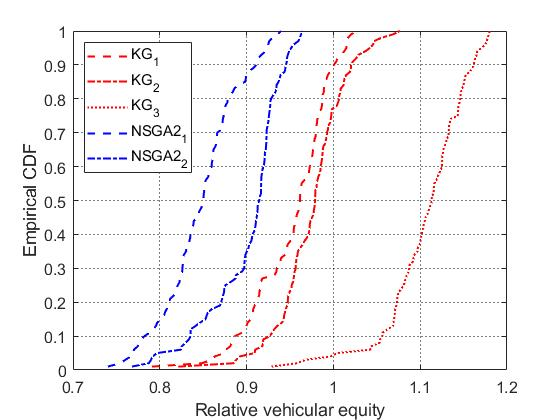 1
0.9
0.8
0.7
0.6
0.5
0.4
0.3
0.2
0.1
0
Empirical CDF
KG1
KG2
KG3
NSGA21
NSGA22
0.7 0.8 0.9 1 1.1 1.2
Relative vehicular equity